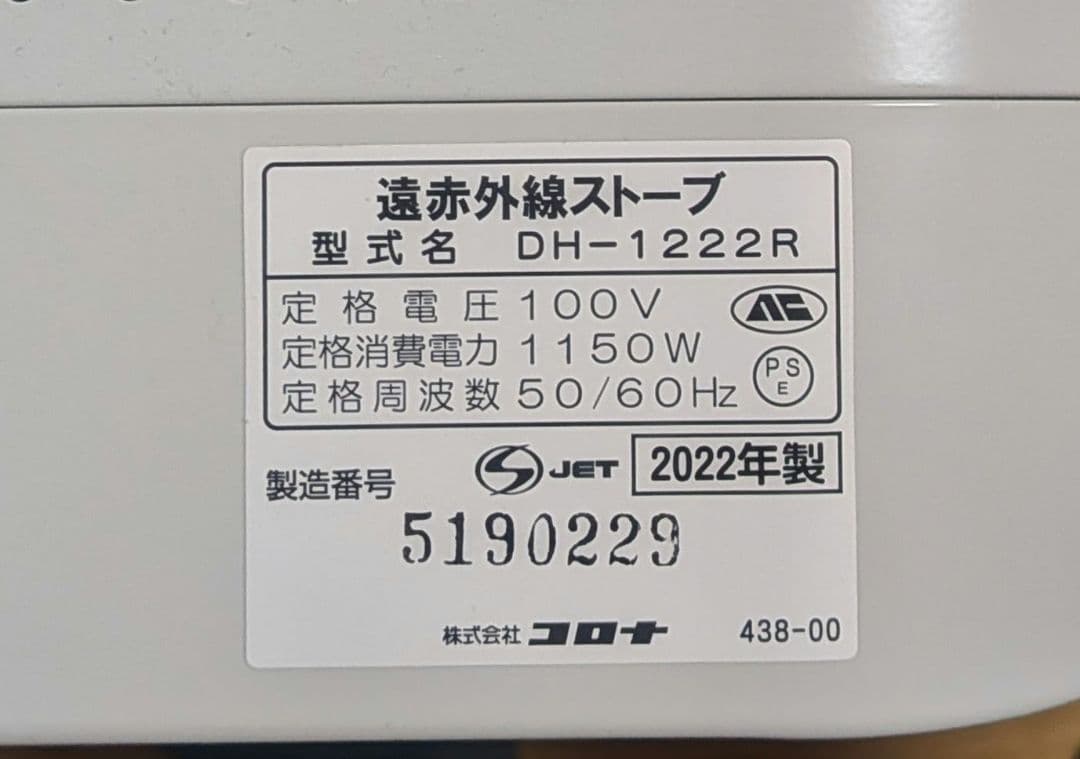 遠赤外線ストーブ
型式名 DH-1222R
定格電圧 100V
定格消費電力 1150W
定格周波数 50/60Hz
PS
E
製造番号
S JET
2022年製
5190229
株式会社 コロナ 438-00